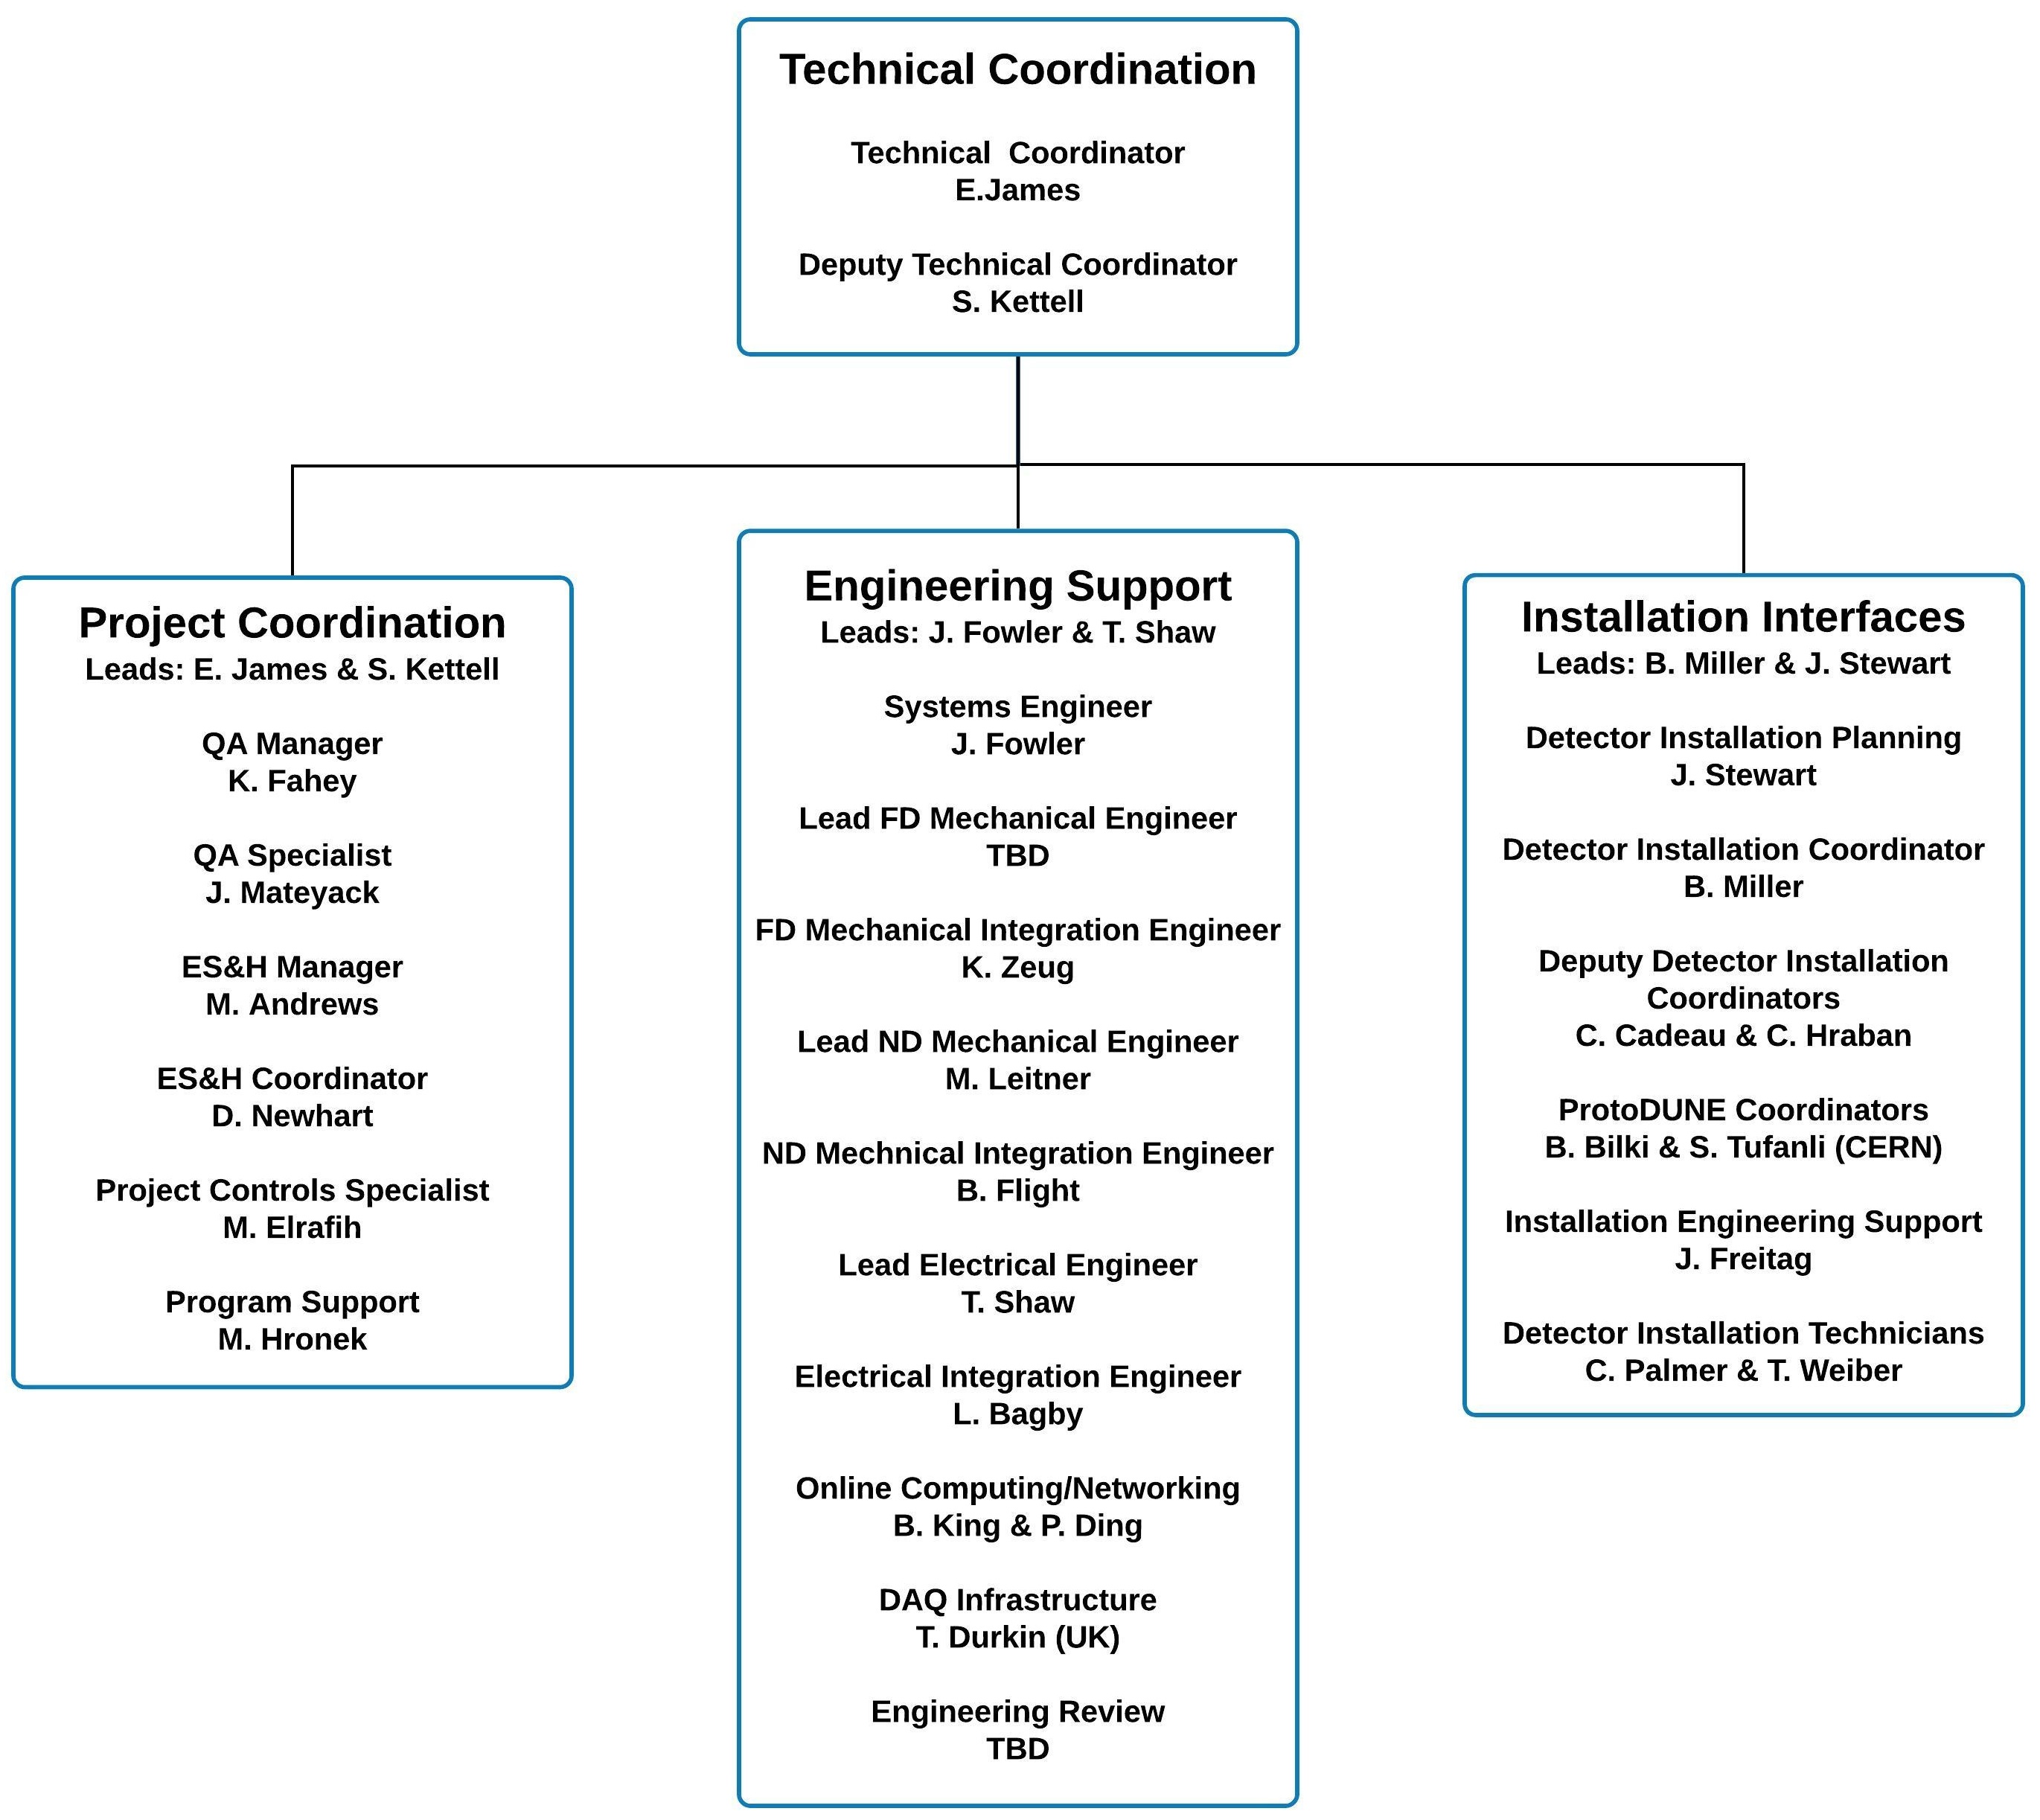 Technical Coordination
Technical  Coordinator
E.James
Deputy Technical Coordinator
S. Kettell
Project Coordination
Leads: E. James & S. Kettell
QA Manager
K. Fahey
QA Specialist
J. Mateyack
ES&H Manager
M. Andrews
ES&H Coordinator
D. Newhart
Project Controls Specialist
M. Elrafih
Program Support
M. Hronek
Engineering Support
Leads: J. Fowler & T. Shaw
Systems Engineer
J. Fowler
Lead FD Mechanical Engineer
TBD
FD Mechanical Integration Engineer
K. Zeug
Lead ND Mechanical Engineer
M. Leitner
ND Mechnical Integration Engineer
B. Flight
Lead Electrical Engineer
T. Shaw
Electrical Integration Engineer
L. Bagby
Online Computing/Networking
B. King & P. Ding
DAQ Infrastructure
T. Durkin (UK)
Engineering Review
TBD
Installation Interfaces
Leads: B. Miller & J. Stewart
Detector Installation Planning
J. Stewart
Detector Installation Coordinator
B. Miller
Deputy Detector Installation
Coordinators
C. Cadeau & C. Hraban
ProtoDUNE Coordinators
B. Bilki & S. Tufanli (CERN)
Installation Engineering Support
J. Freitag
Detector Installation Technicians
C. Palmer & T. Weiber